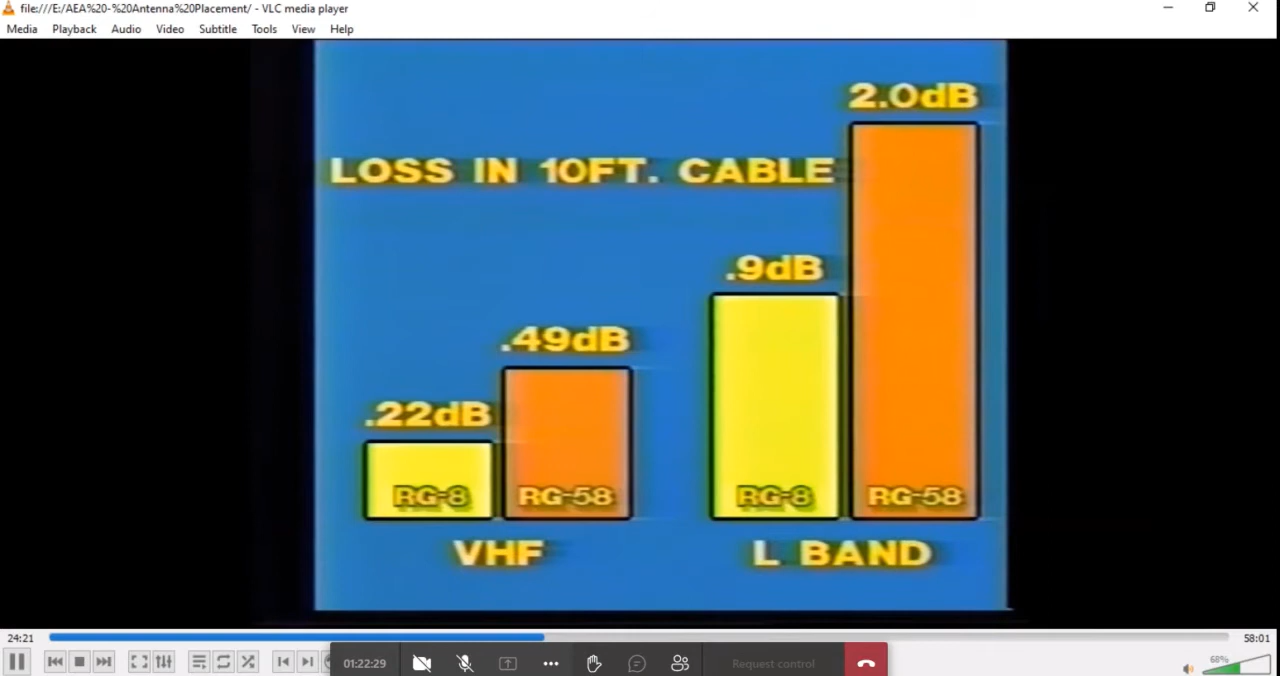 file:///E:/AEA%20-%20Antenna%20Placement/ - VLC media player
Media Playback Audio Video Subtitle Tools View Help
2.0dB
LOSS IN 10FT. CABLE
.9dB
.49dB
.22dB
RG-8 RG-58 RG-8 RG-58
VHF L BAND
24:21 58:01
01:22:29 Request control 68%